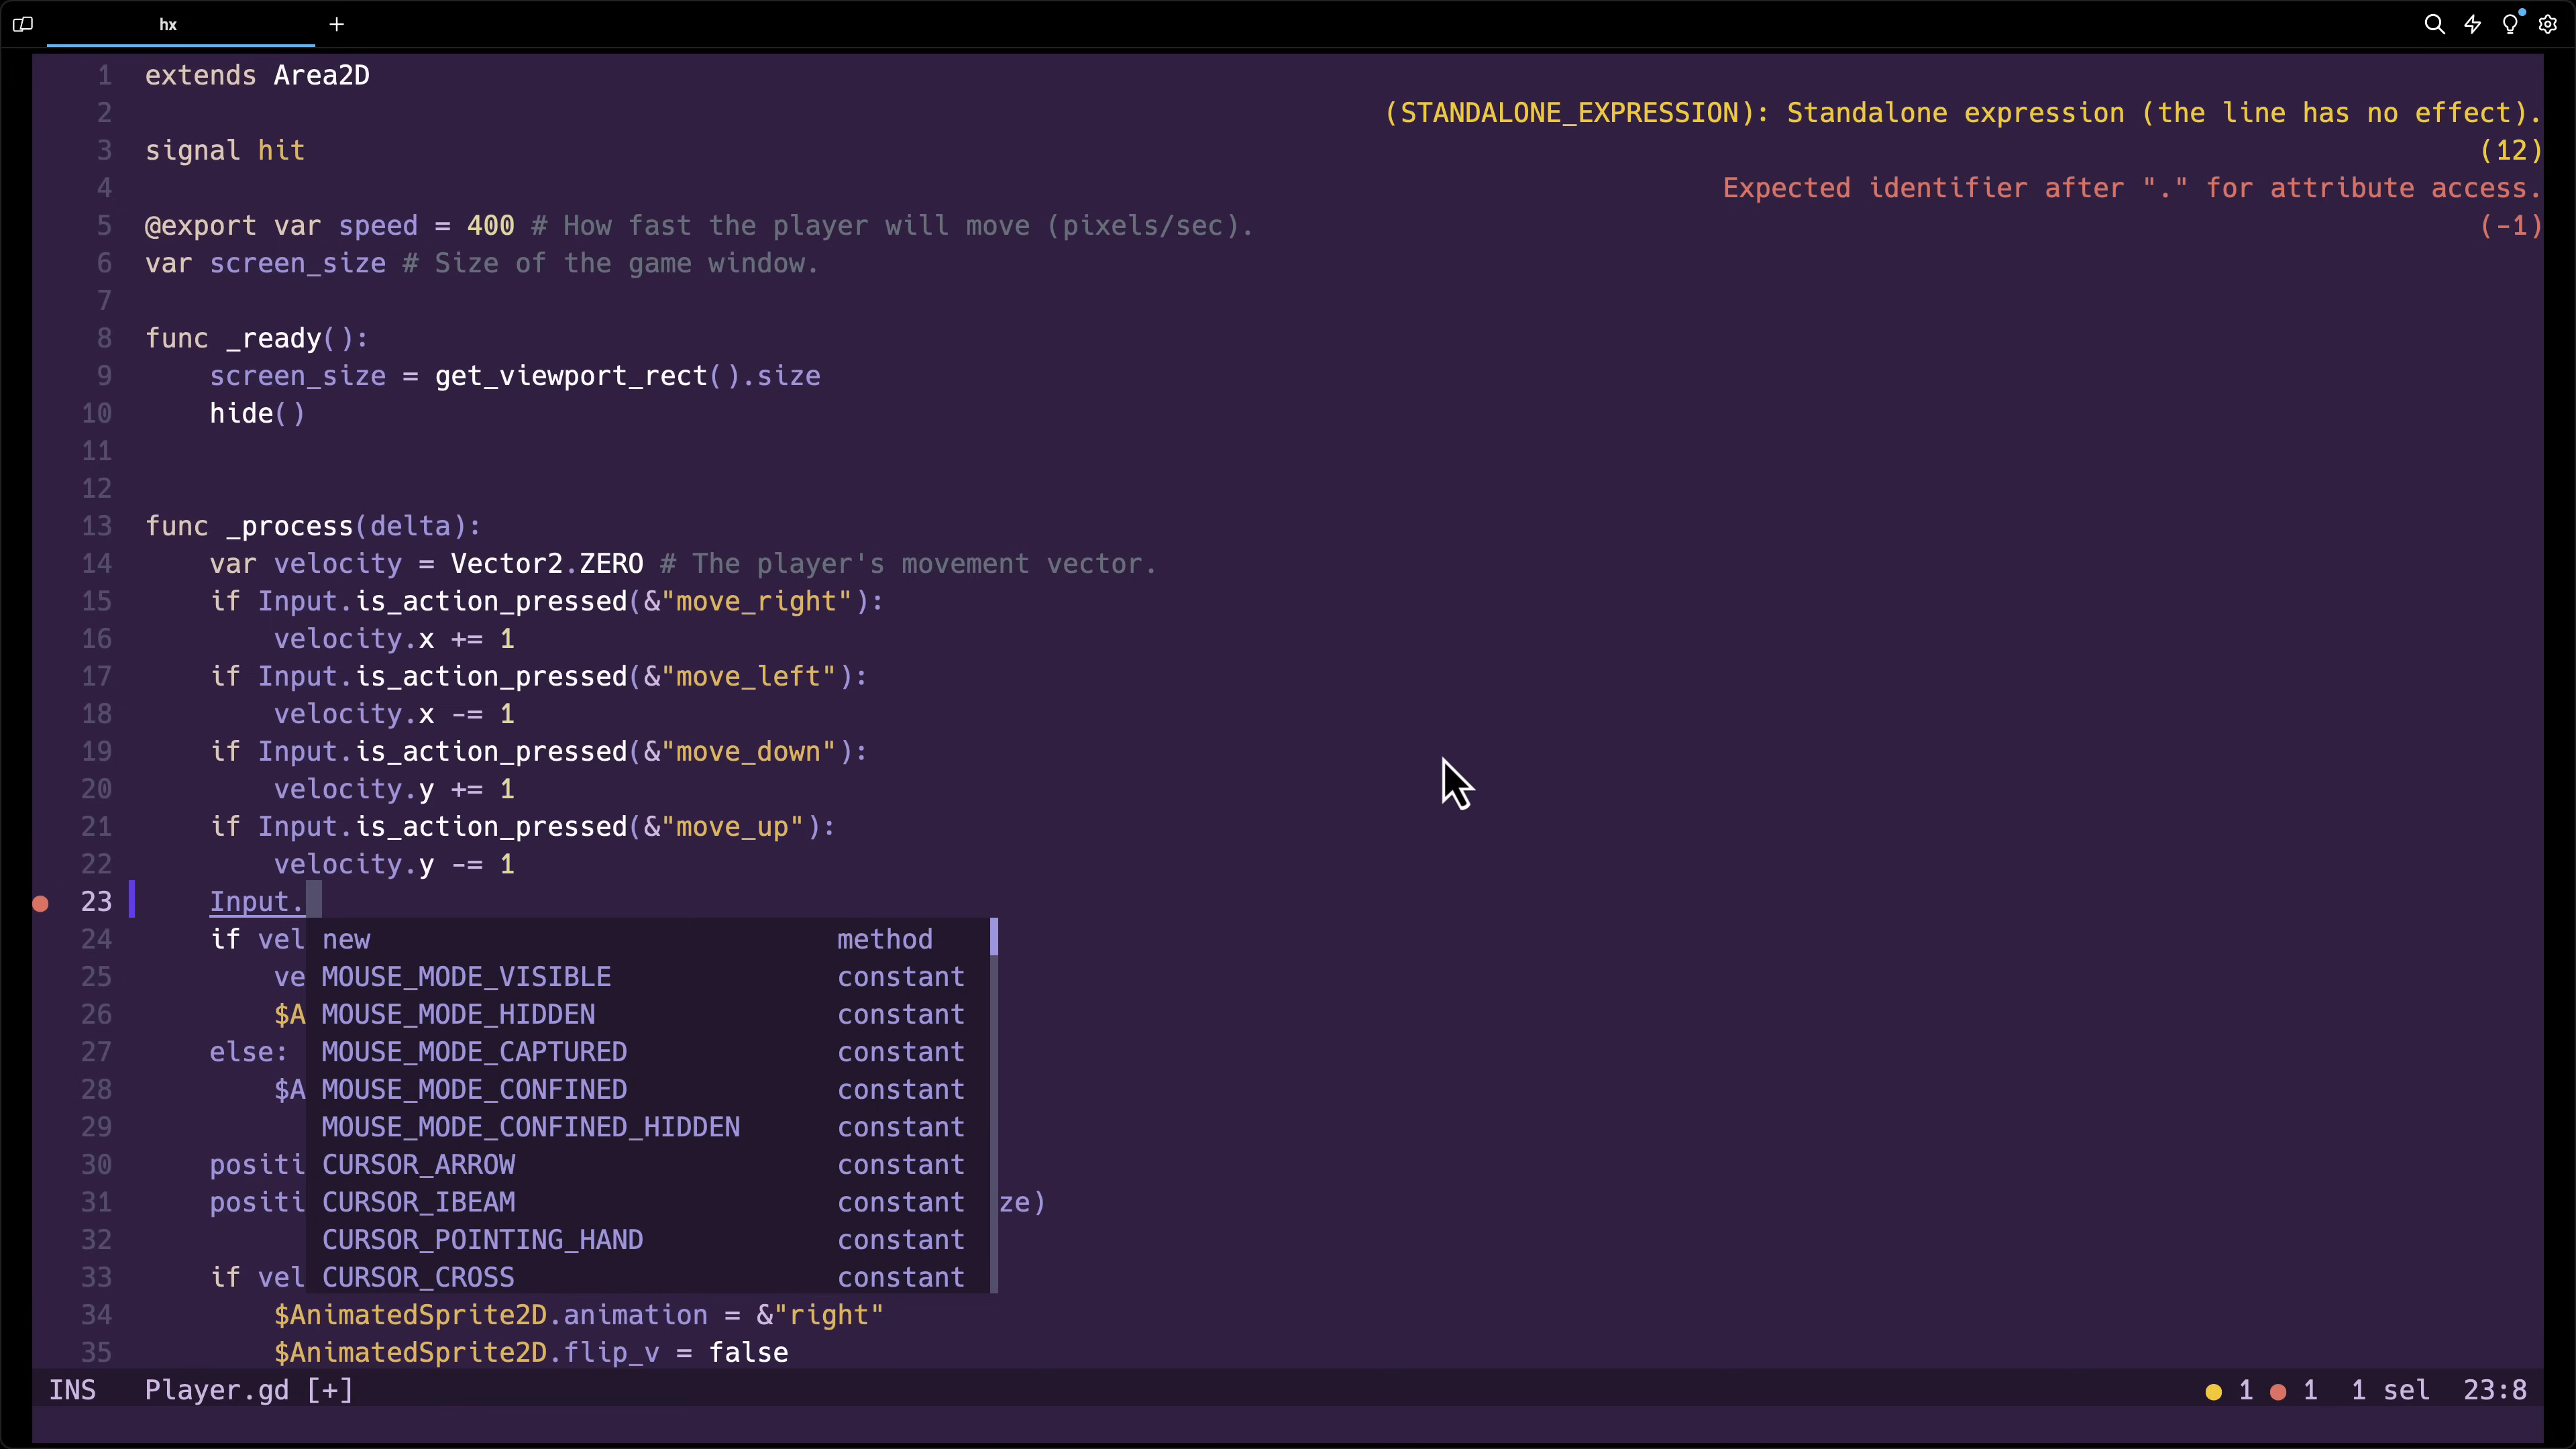 hx
1 extends Area2D
2 (STANDALONE_EXPRESSION): Standalone expression (the line has no effect).
3 signal hit (12)
4 Expected identifier after "." for attribute access.
5 @export var speed = 400 # How fast the player will move (pixels/sec). (-1)
6 var screen_size # Size of the game window.
7
8 func _ready():
9 screen_size = get_viewport_rect().size
10 hide()
11
12
13 func _process(delta):
14 var velocity = Vector2.ZERO # The player's movement vector.
15 if Input.is_action_pressed(&"move_right"):
16 velocity.x += 1
17 if Input.is_action_pressed(&"move_left"):
18 velocity.x -= 1
19 if Input.is_action_pressed(&"move_down"):
20 velocity.y += 1
21 if Input.is_action_pressed(&"move_up"):
22 velocity.y -= 1
23 Input.
24 if vel new method
25 ve MOUSE_MODE_VISIBLE constant
26 $A MOUSE_MODE_HIDDEN constant
27 else: MOUSE_MODE_CAPTURED constant
28 $A MOUSE_MODE_CONFINED constant
29 MOUSE_MODE_CONFINED_HIDDEN constant
30 positi CURSOR_ARROW constant
31 positi CURSOR_IBEAM constant ze)
32 CURSOR_POINTING_HAND constant
33 if vel CURSOR_CROSS constant
34 $AnimatedSprite2D.animation = &"right"
35 $AnimatedSprite2D.flip_v = false
INS Player.gd [+] 1 1 1 sel 23:8